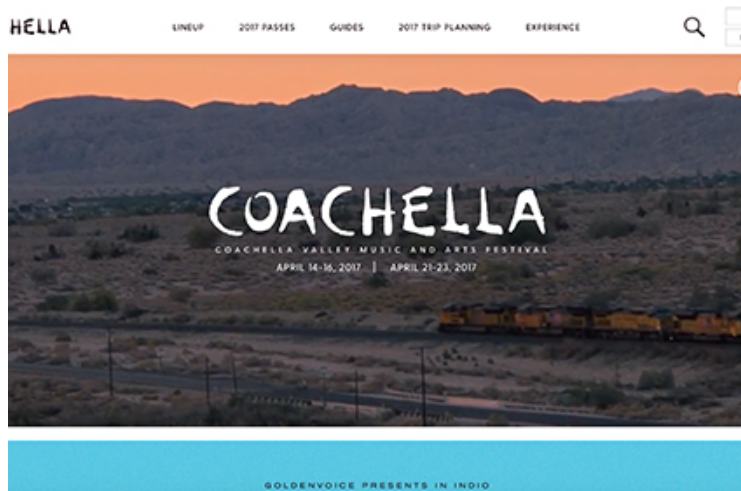 HELLA
LINEUP 2017 PASSES GUIDES 2017 TRIP PLANNING EXPERIENCE
COACHELLA
COACHELLA VALLEY MUSIC AND ARTS FESTIVAL
APRIL 14-16, 2017 | APRIL 21-23, 2017
GOLDENVOICE PRESENTS IN INDIO